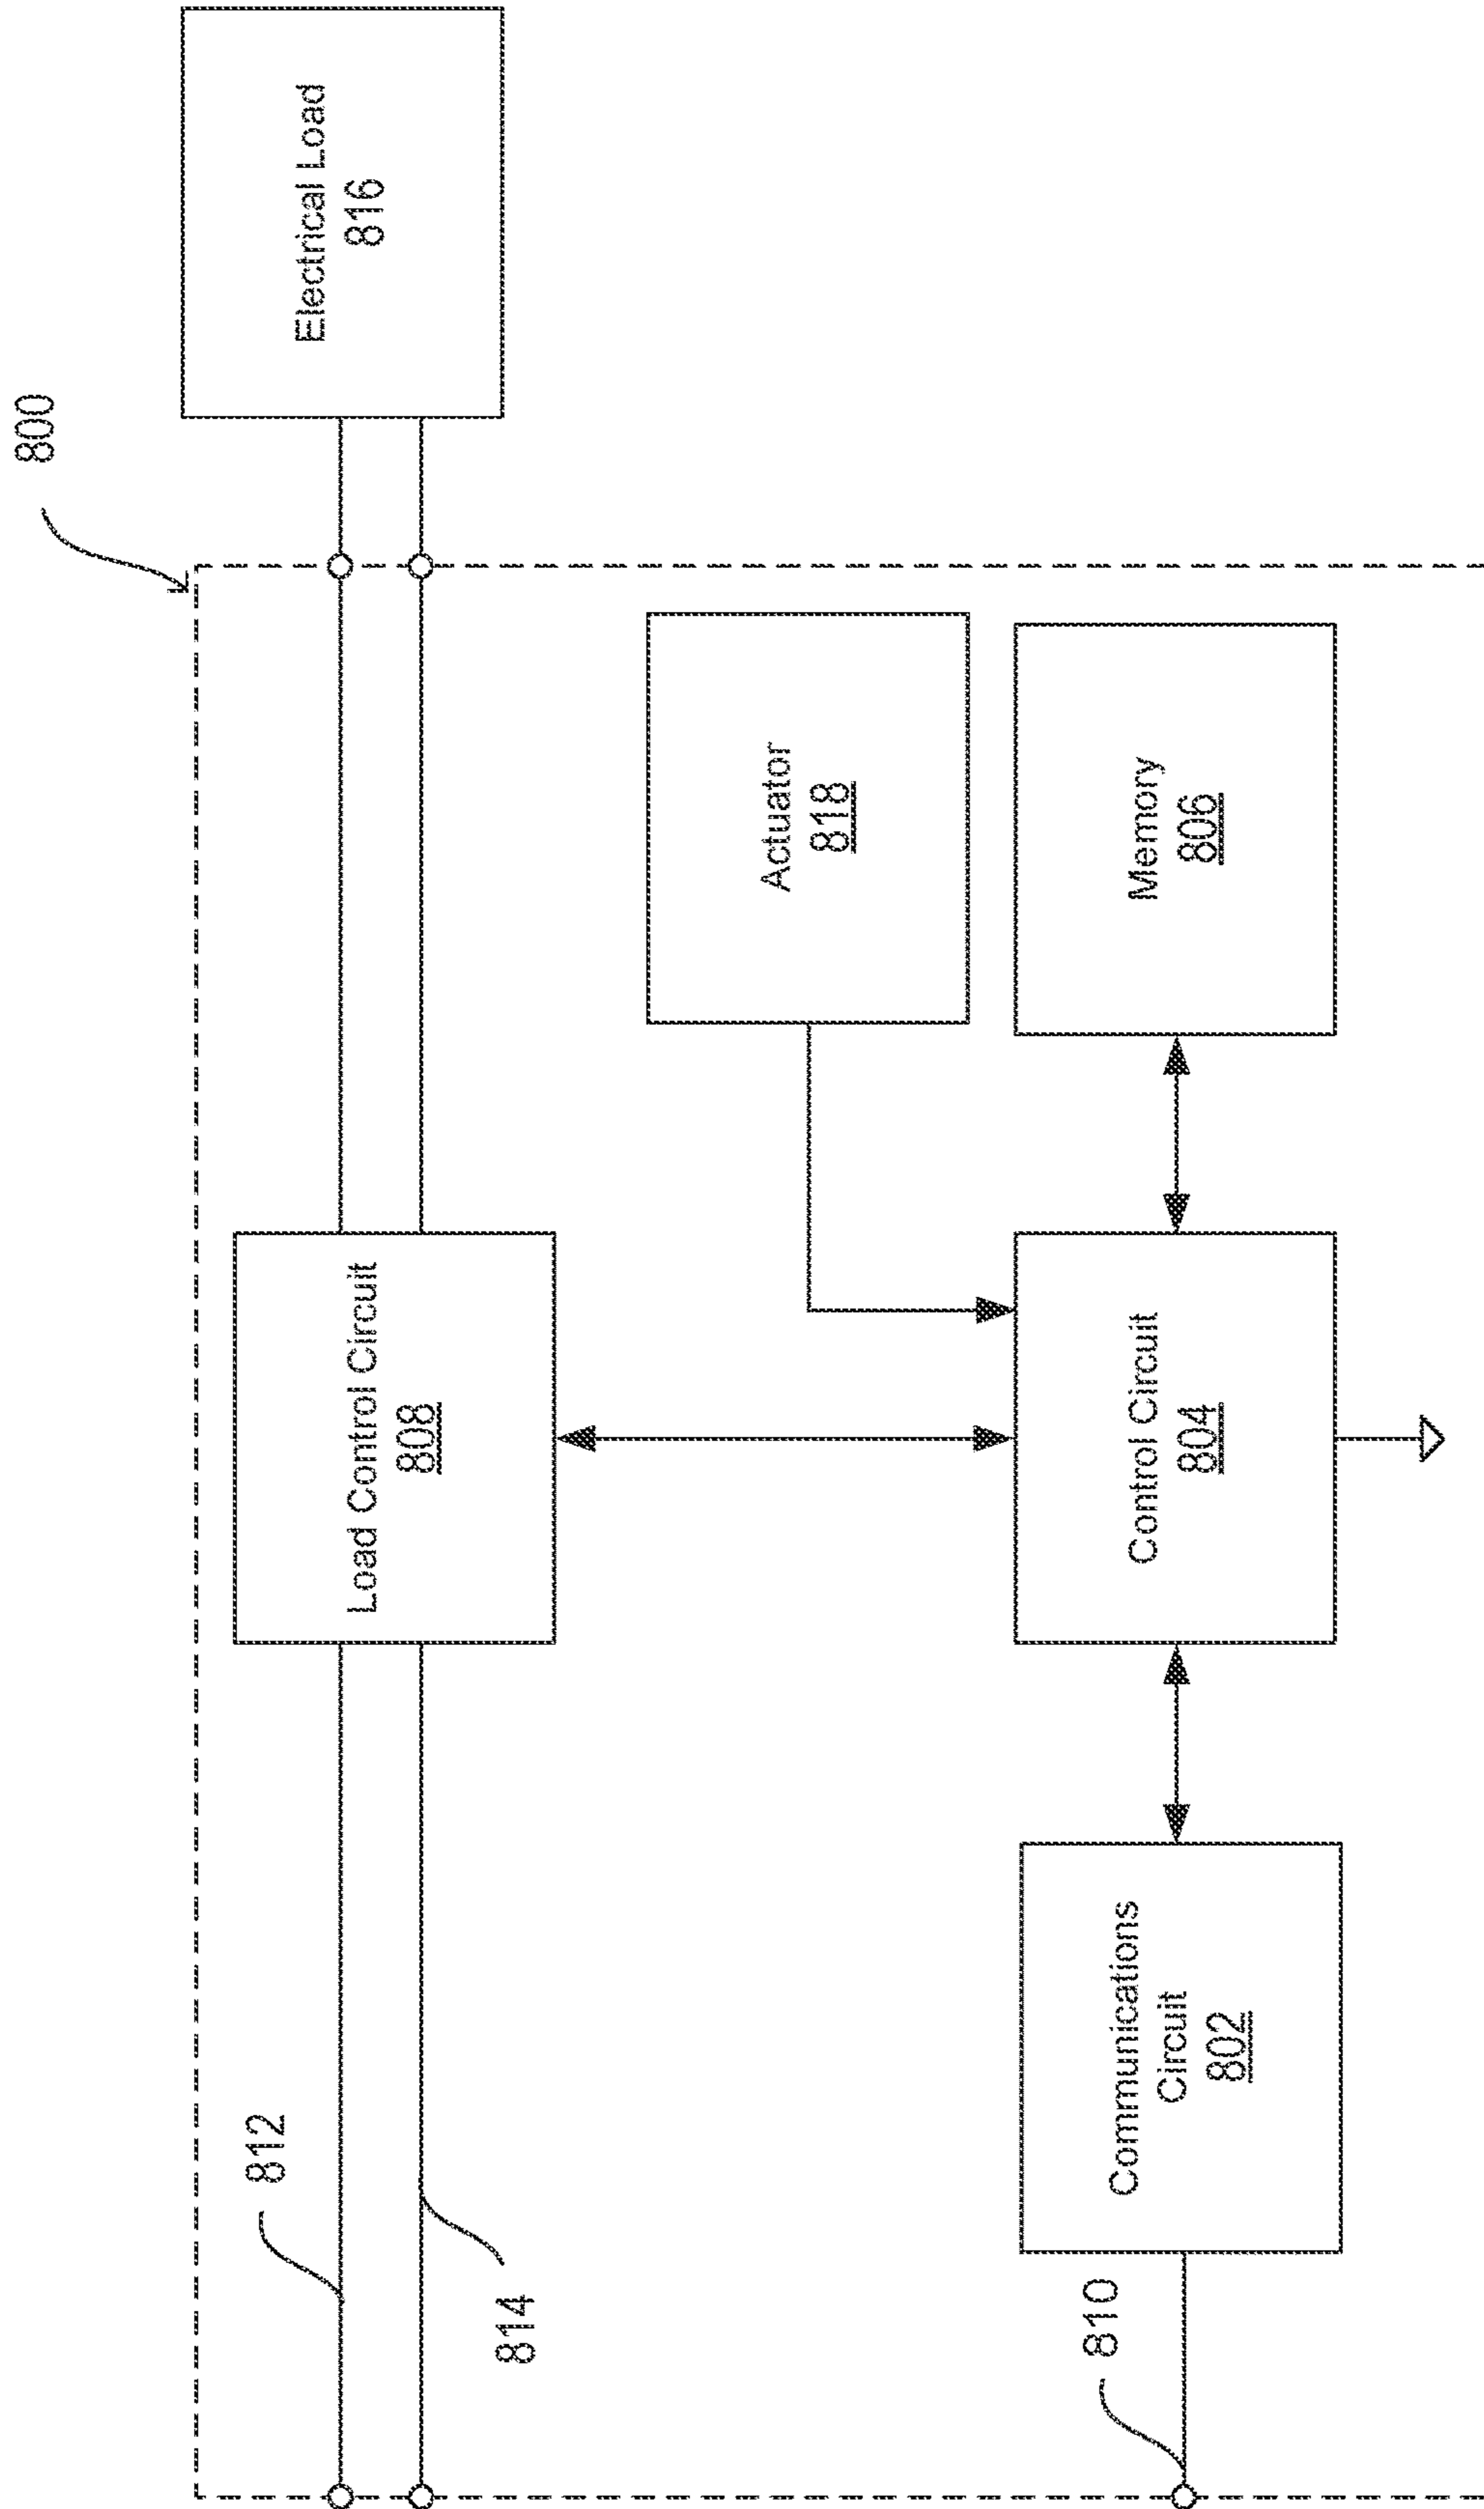 800
Electrical Load
816
812
Load Control Circuit
808
814
Actuator
818
Communications
Circuit
802
Control Circuit
804
Memory
806
810